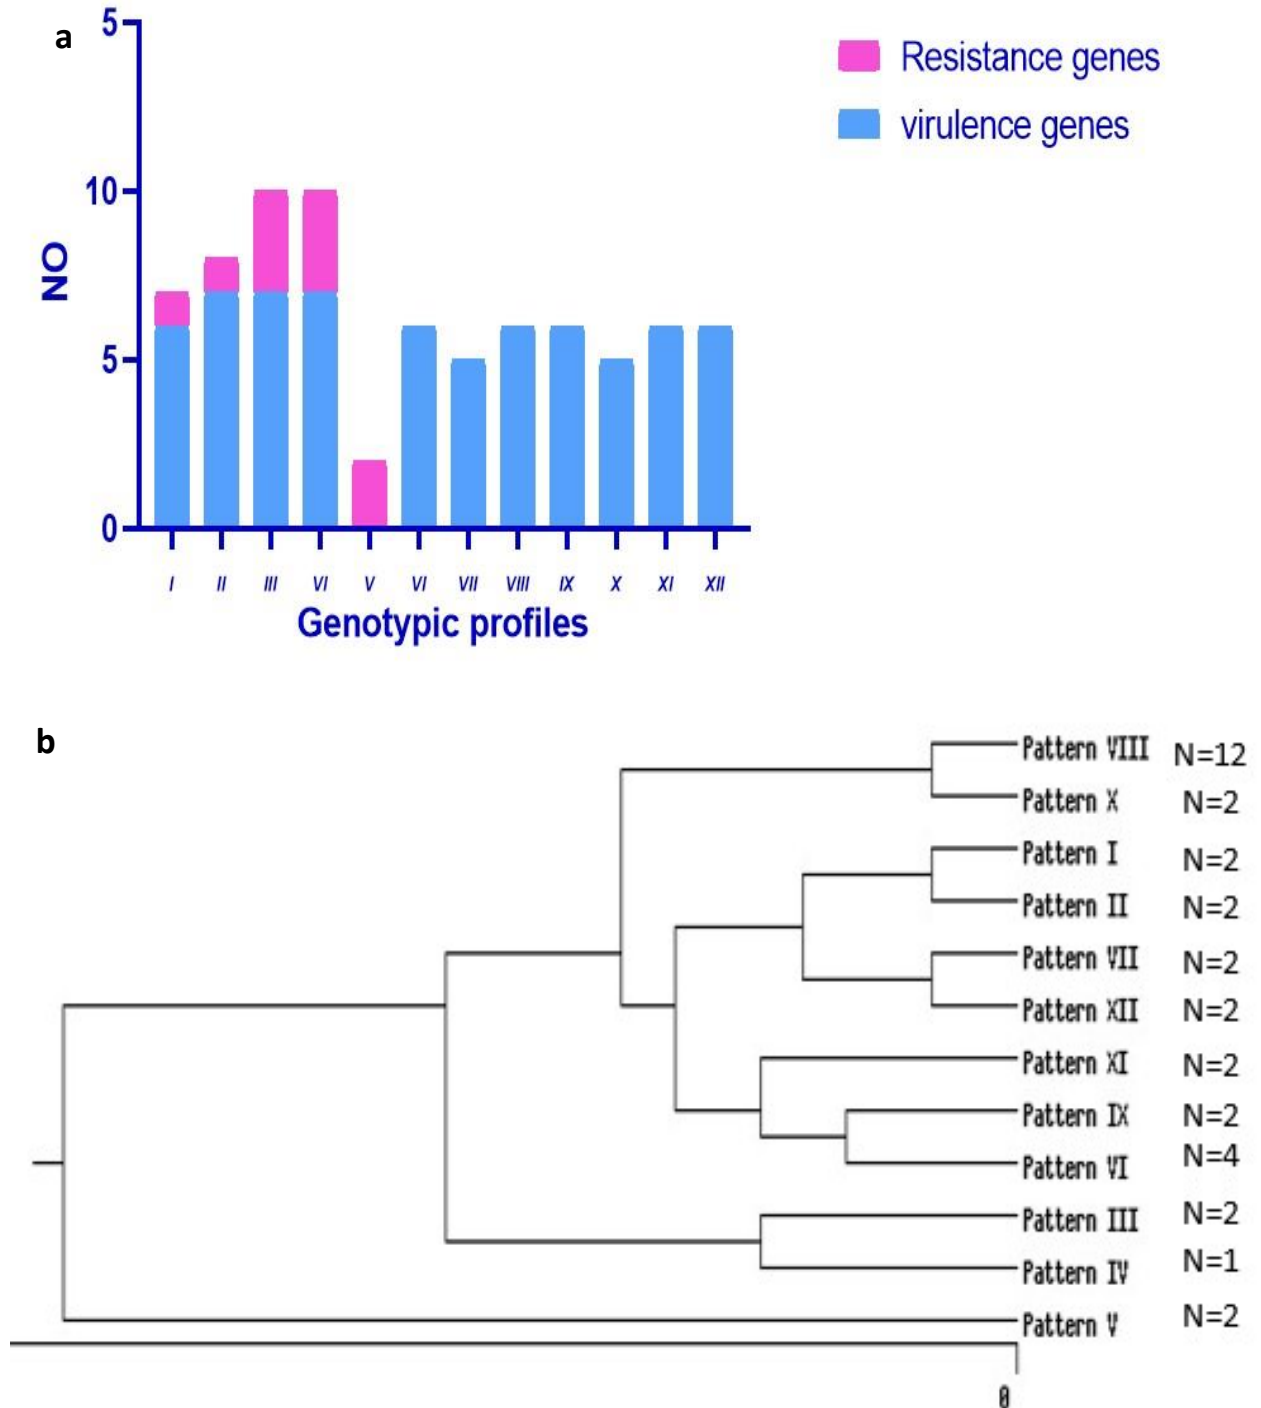 a
5
10
5
0
NO
Resistance genes
virulence genes
I II III VI V VI VII VIII IX X XI XII
Genotypic profiles
b
Pattern VIII N=12
Pattern X N=2
Pattern I N=2
Pattern II N=2
Pattern VII N=2
Pattern XII N=2
Pattern XI N=2
Pattern IX N=2
Pattern VI N=4
Pattern III N=2
Pattern IV N=1
Pattern V N=2
0